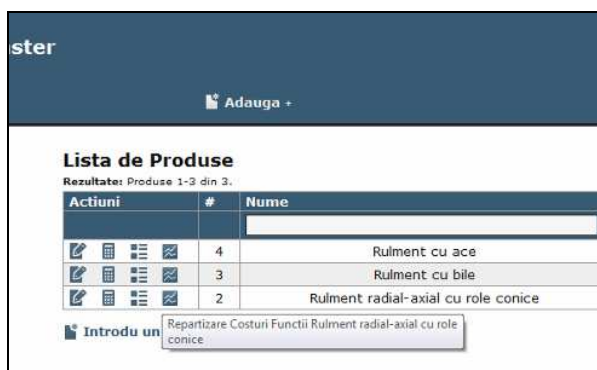 ster
Adauga +
Lista de Produse
Rezultate: Produse 1-3 din 3.
Actiuni # Nume
4 Rulment cu ace
3 Rulment cu bile
2 Rulment radial-axial cu role conice
Introdu un
Repartizare Costuri Functii Rulment radial-axial cu role
conice